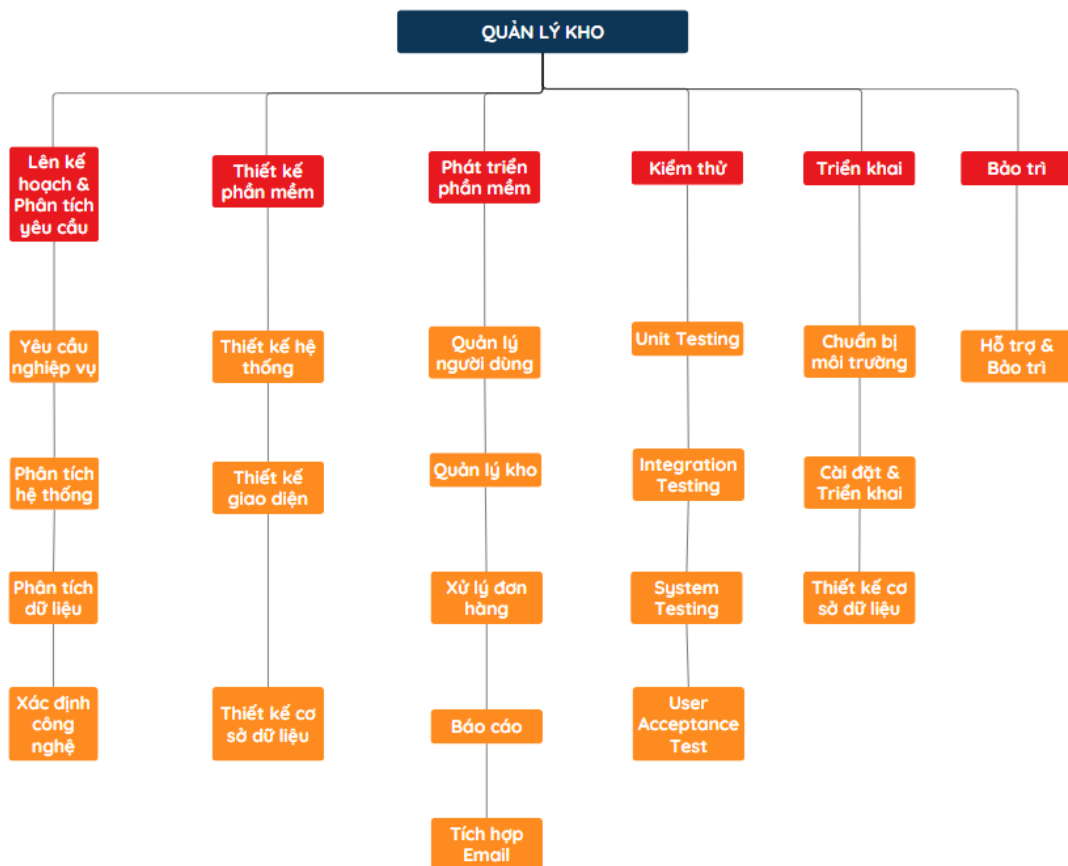 QUẢN LÝ KHO
Lên kế
hoạch &
Phân tích
yêu cầu
Thiết kế
phần mềm
Phát triển
phần mềm
Kiểm thử
Triển khai
Bảo trì
Yêu cầu
nghiệp vụ
Thiết kế hệ
thống
Quản lý
người dùng
Unit Testing
Chuẩn bị
môi trường
Hỗ trợ &
Bảo trì
Phân tích
hệ thống
Thiết kế
giao diện
Quản lý kho
Integration
Testing
Cài đặt &
Triển khai
Phân tích
dữ liệu
Xử lý đơn
hàng
System
Testing
Thiết kế cơ
sở dữ liệu
Xác định
công
nghệ
Thiết kế cơ
sở dữ liệu
Báo cáo
User
Acceptance
Test
Tích hợp
Email